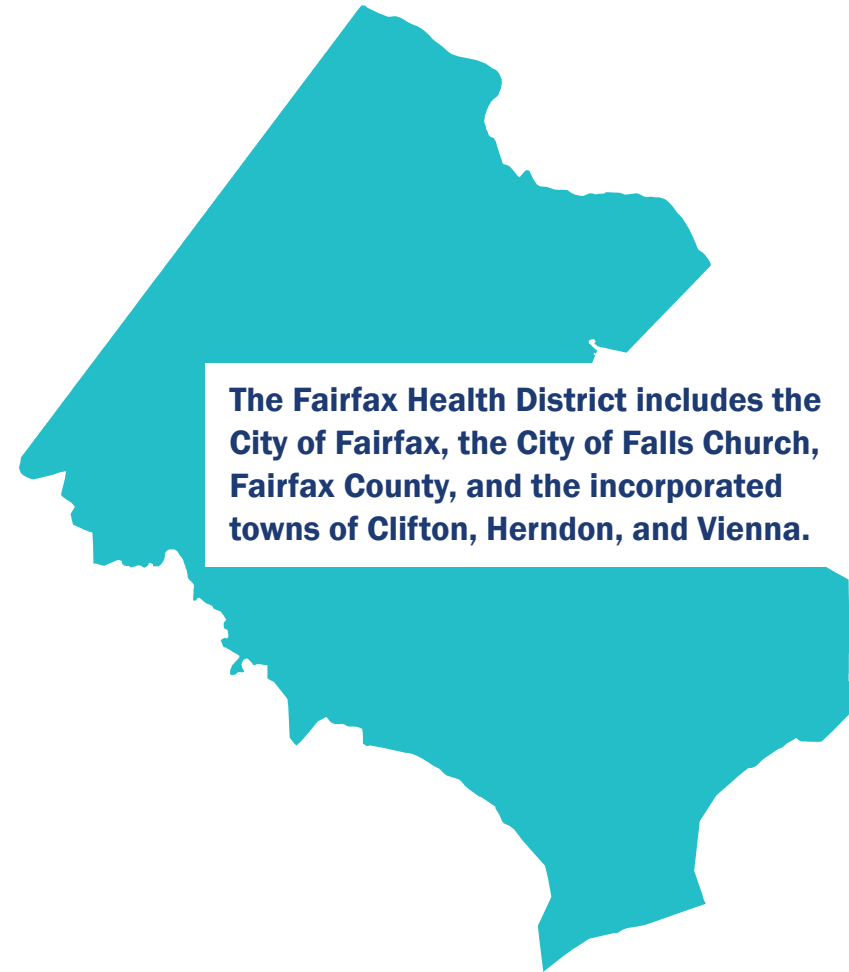 The Fairfax Health District includes the
City of Fairfax, the City of Falls Church,
Fairfax County, and the incorporated
towns of Clifton, Herndon, and Vienna.